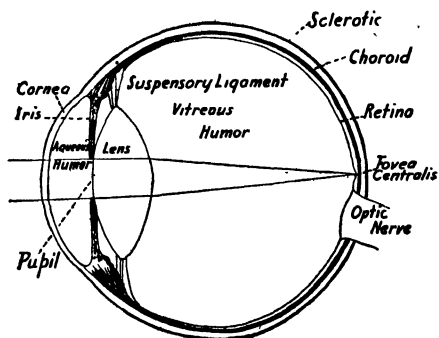 Sclerotic
Choroid
Cornea
Suspensory Ligament
Iris
Vitreous
Retina
Humor
Aqueous
Humor
Lens
Fovea
Centralis
Optic
Nerve
Pupil